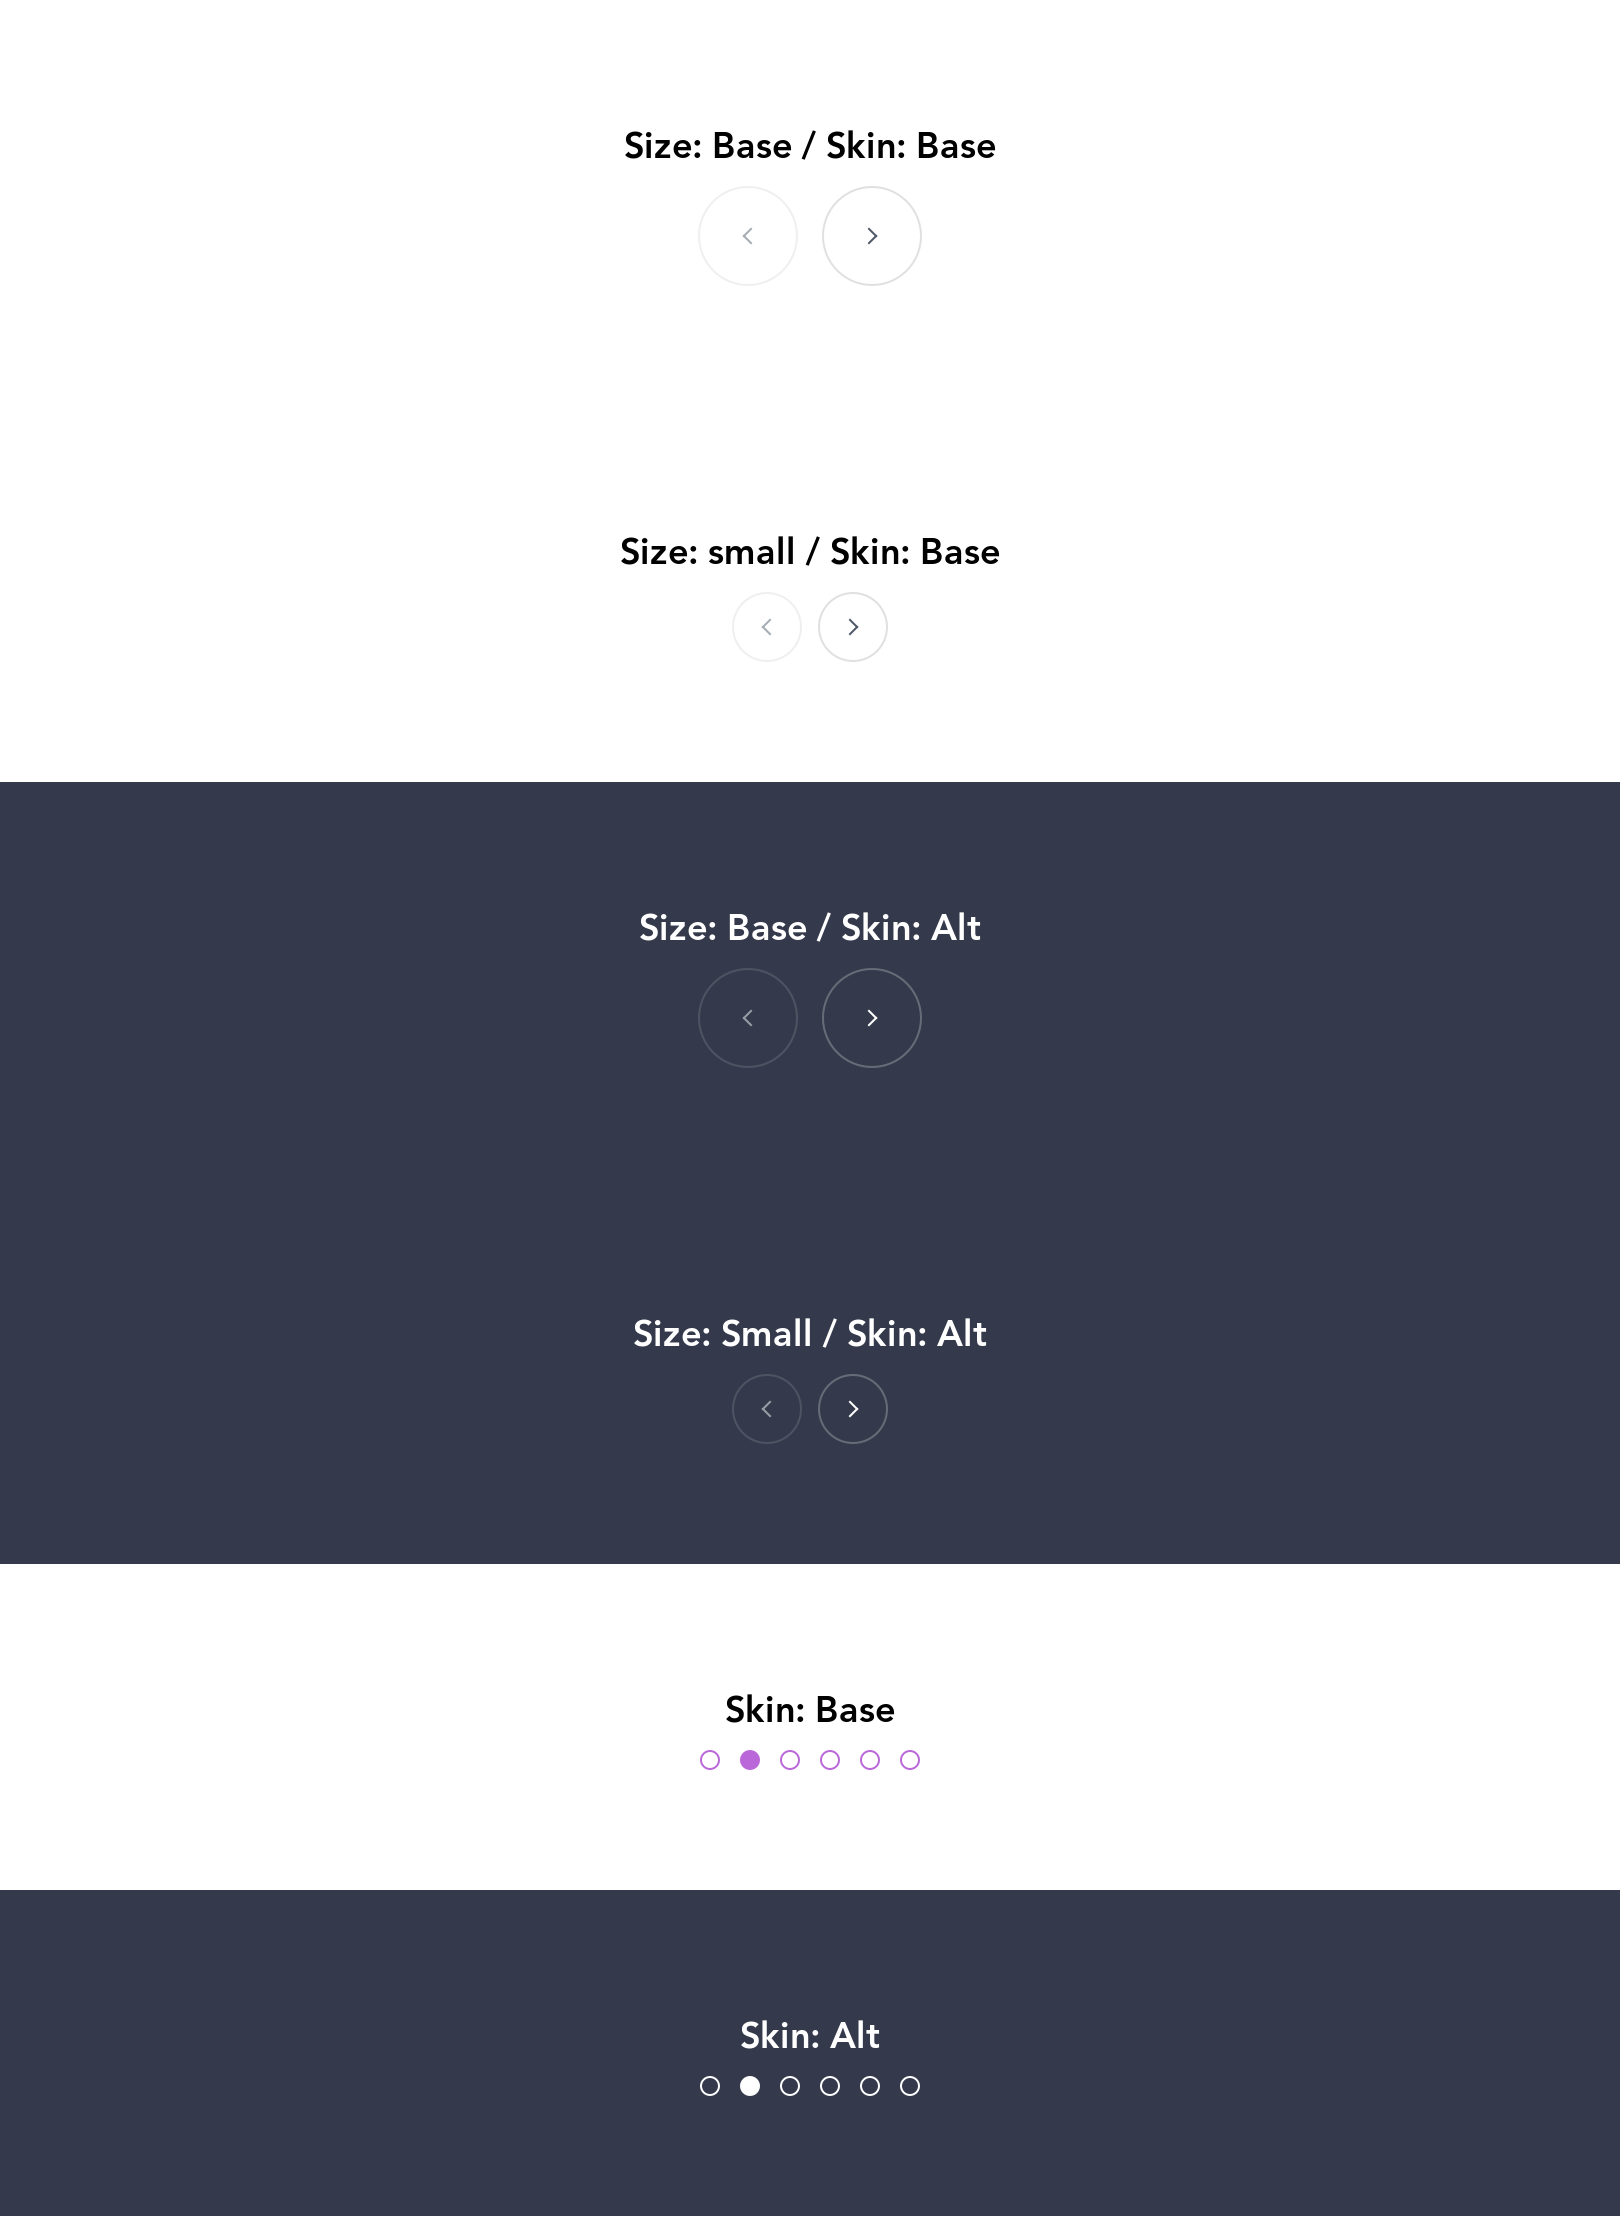 Size: Base / Skin: Base
Size: small / Skin: Base
Size: Base / Skin: Alt
Size: Small / Skin: Alt
Skin: Base
Skin: Alt